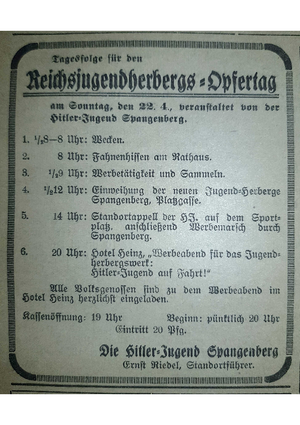 Tagesfolge für den
Reichsjugendherbergs-Opfertag
am Sonntag, den 22. 4., veranstaltet von der
Hitler-Jugend Spangenberg.
1. ½8–8 Uhr: Wecken.
2. 8 Uhr: Fahnenhissen am Rathaus.
3. ½9 Uhr: Werbetätigkeit und Sammeln.
4. ½12 Uhr: Einweihung der neuen Jugend-Herberge
Spangenberg, Platzgasse.
5. 14 Uhr: Standortappell der HJ. auf dem Sport-
platz, anschließend Werbemarsch durch
Spangenberg.
6. 20 Uhr: Hotel Heinz, „Werbeabend für das Jugend-
herbergswerk:
Hitler-Jugend auf Fahrt!“
Alle Volksgenossen sind zu dem Werbeabend im
Hotel Heinz herzlichst eingeladen.
Kassenöffnung: 19 Uhr Beginn: pünktlich 20 Uhr
Eintritt 20 Pfg.
Die Hitler-Jugend Spangenberg
Ernst Riedel, Standortführer.